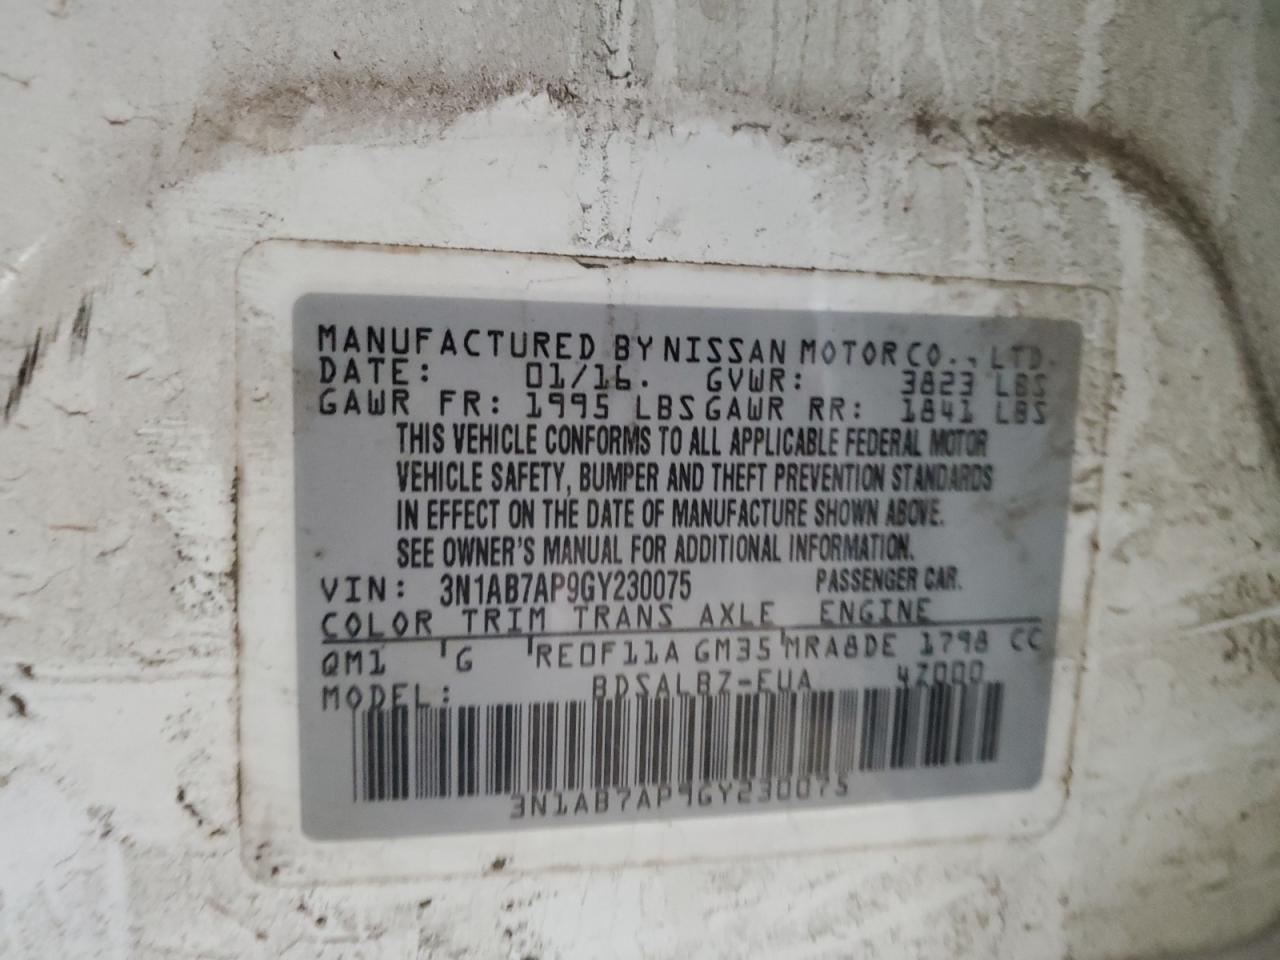 MANUFACTURED BY NISSAN MOTOR CO., LTD.
DATE: 01/16. GVWR: 3823 LBS
GAWR FR: 1995 LBS GAWR RR: 1841 LBS
THIS VEHICLE CONFORMS TO ALL APPLICABLE FEDERAL MOTOR
VEHICLE SAFETY, BUMPER AND THEFT PREVENTION STANDARDS
IN EFFECT ON THE DATE OF MANUFACTURE SHOWN ABOVE.
SEE OWNER'S MANUAL FOR ADDITIONAL INFORMATION.
VIN: 3N1AB7AP9GY230075 PASSENGER CAR.
COLOR TRIM TRANS AXLE ENGINE
QM1 G RE0F11A GM35 MRA8DE 1798 CC
MODEL: BDSALBZ-EUA 4Z000
3N1AB7AP9GY230075